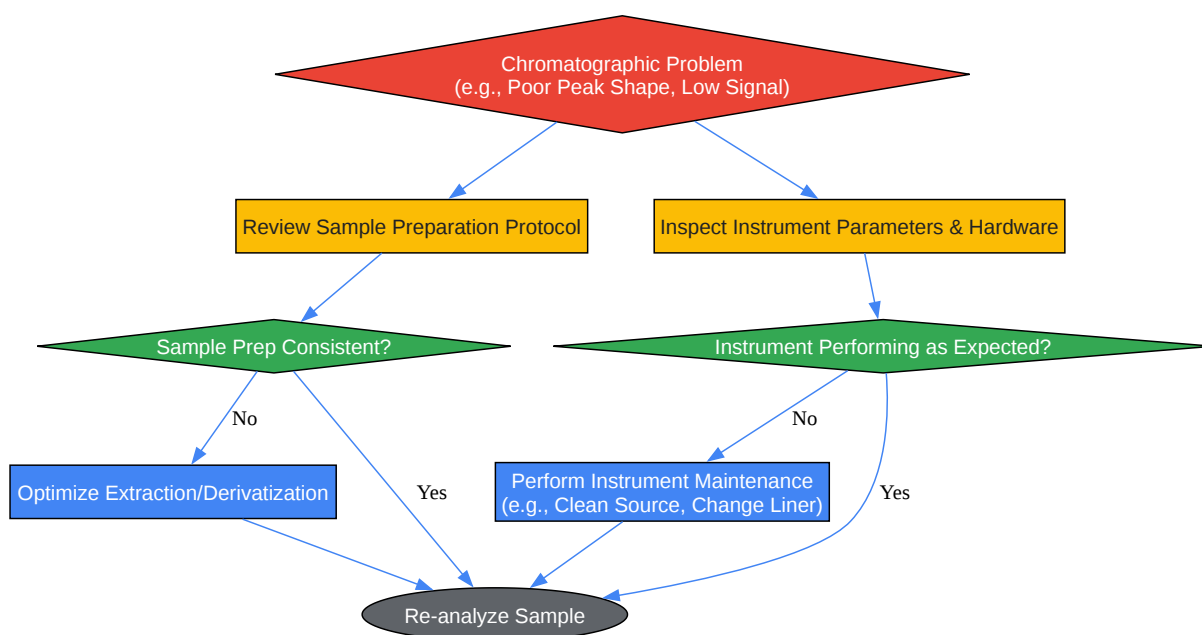 Chromatographic Problem
(e.g., Poor Peak Shape, Low Signal)
Review Sample Preparation Protocol
Inspect Instrument Parameters & Hardware
Sample Prep Consistent?
Instrument Performing as Expected?
No
No
Optimize Extraction/Derivatization
Perform Instrument Maintenance
(e.g., Clean Source, Change Liner)
Yes
Yes
Re-analyze Sample